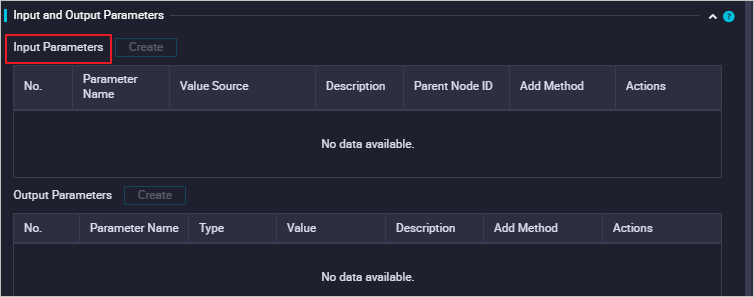 Input and Output Parameters ?
Input Parameters Create
No. Parameter Name Value Source Description Parent Node ID Add Method Actions
No data available.
Output Parameters Create
No. Parameter Name Type Value Description Add Method Actions
No data available.